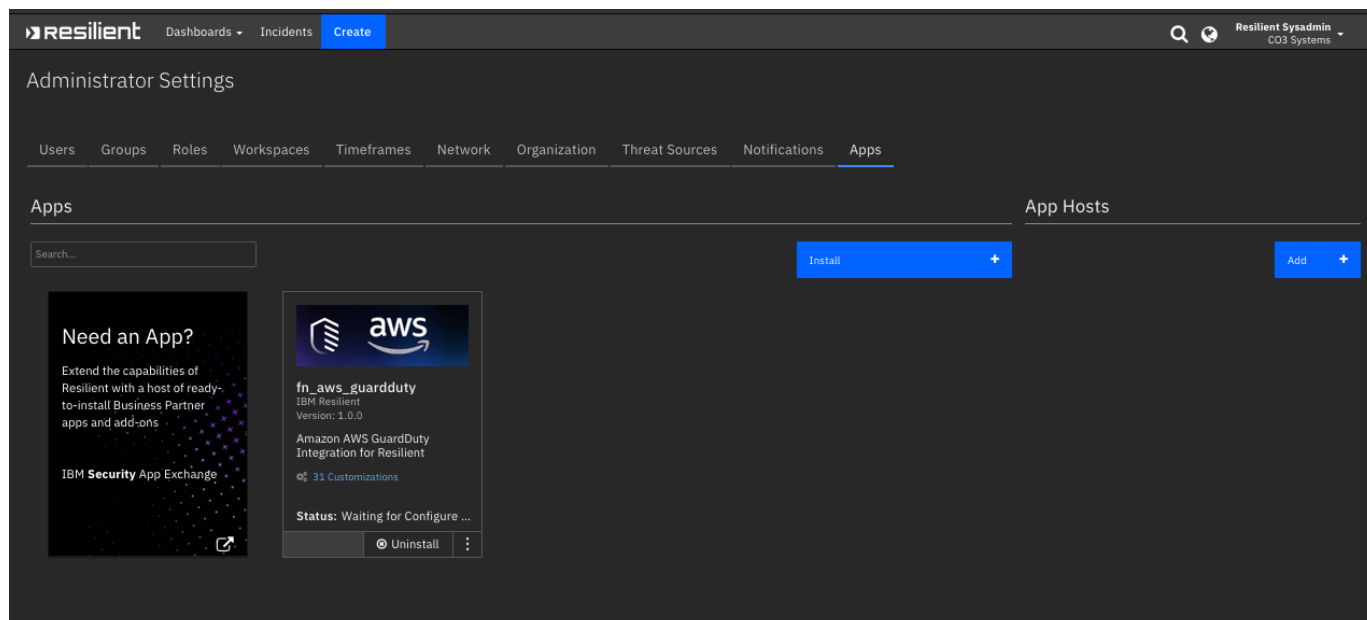 Resilient Dashboards Incidents Create Resilient Sysadmin
CO3 Systems
Administrator Settings
Users Groups Roles Workspaces Timeframes Network Organization Threat Sources Notifications Apps
Apps
App Hosts
Search...
Install +
Add +
Need an App?
Extend the capabilities of
Resilient with a host of ready-
to-install Business Partner
apps and add-ons
IBM Security App Exchange
aws
fn_aws_guardduty
IBM Resilient
Version: 1.0.0
Amazon AWS GuardDuty
Integration for Resilient
31 Customizations
Status: Waiting for Configure ...
Uninstall